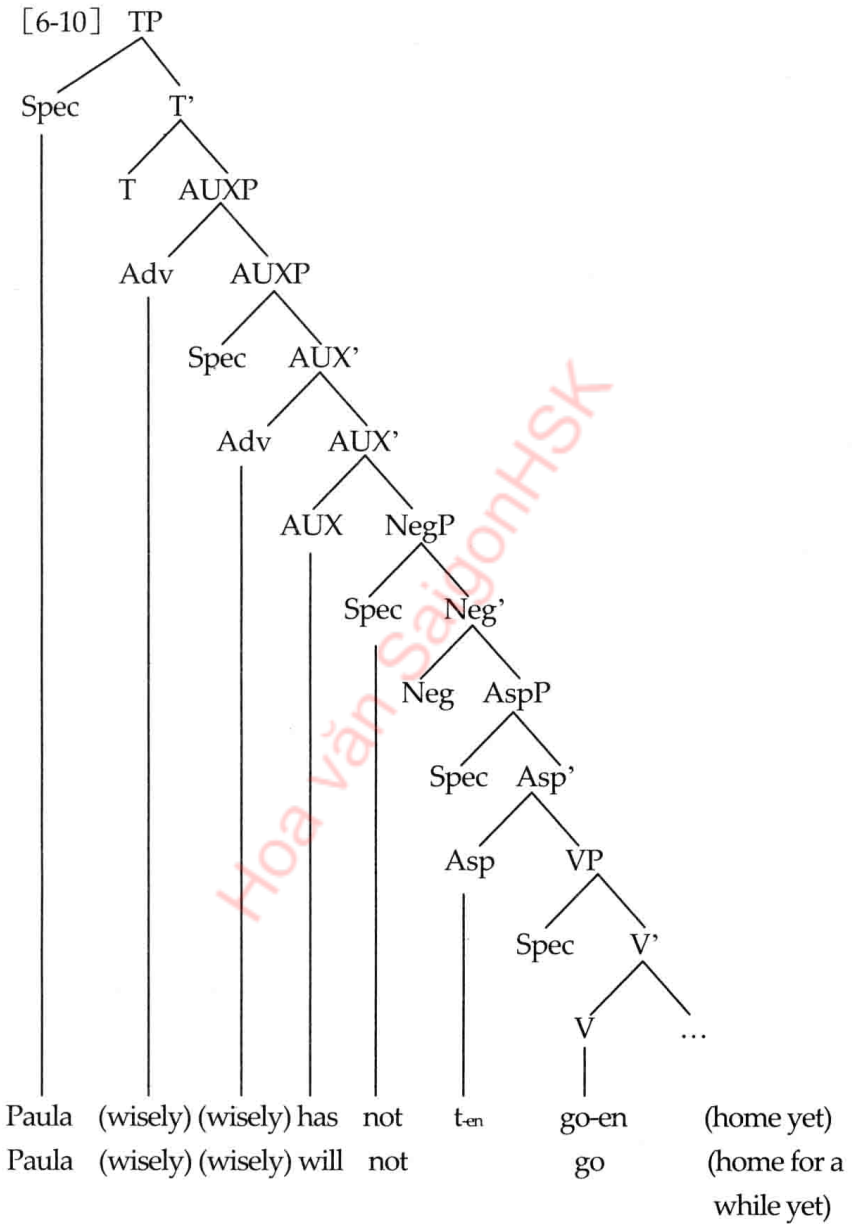 [6-10] TP
Spec T'
T AUXP
Adv AUXP
Spec AUX'
Adv AUX'
AUX NegP
Spec Neg'
Neg AspP
Spec Asp'
Asp VP
Spec V'
V ...
Paula (wisely) (wisely) has not t-en go-en (home yet)
Paula (wisely) (wisely) will not go (home for a
while yet)
Hoa văn SaigonHSK